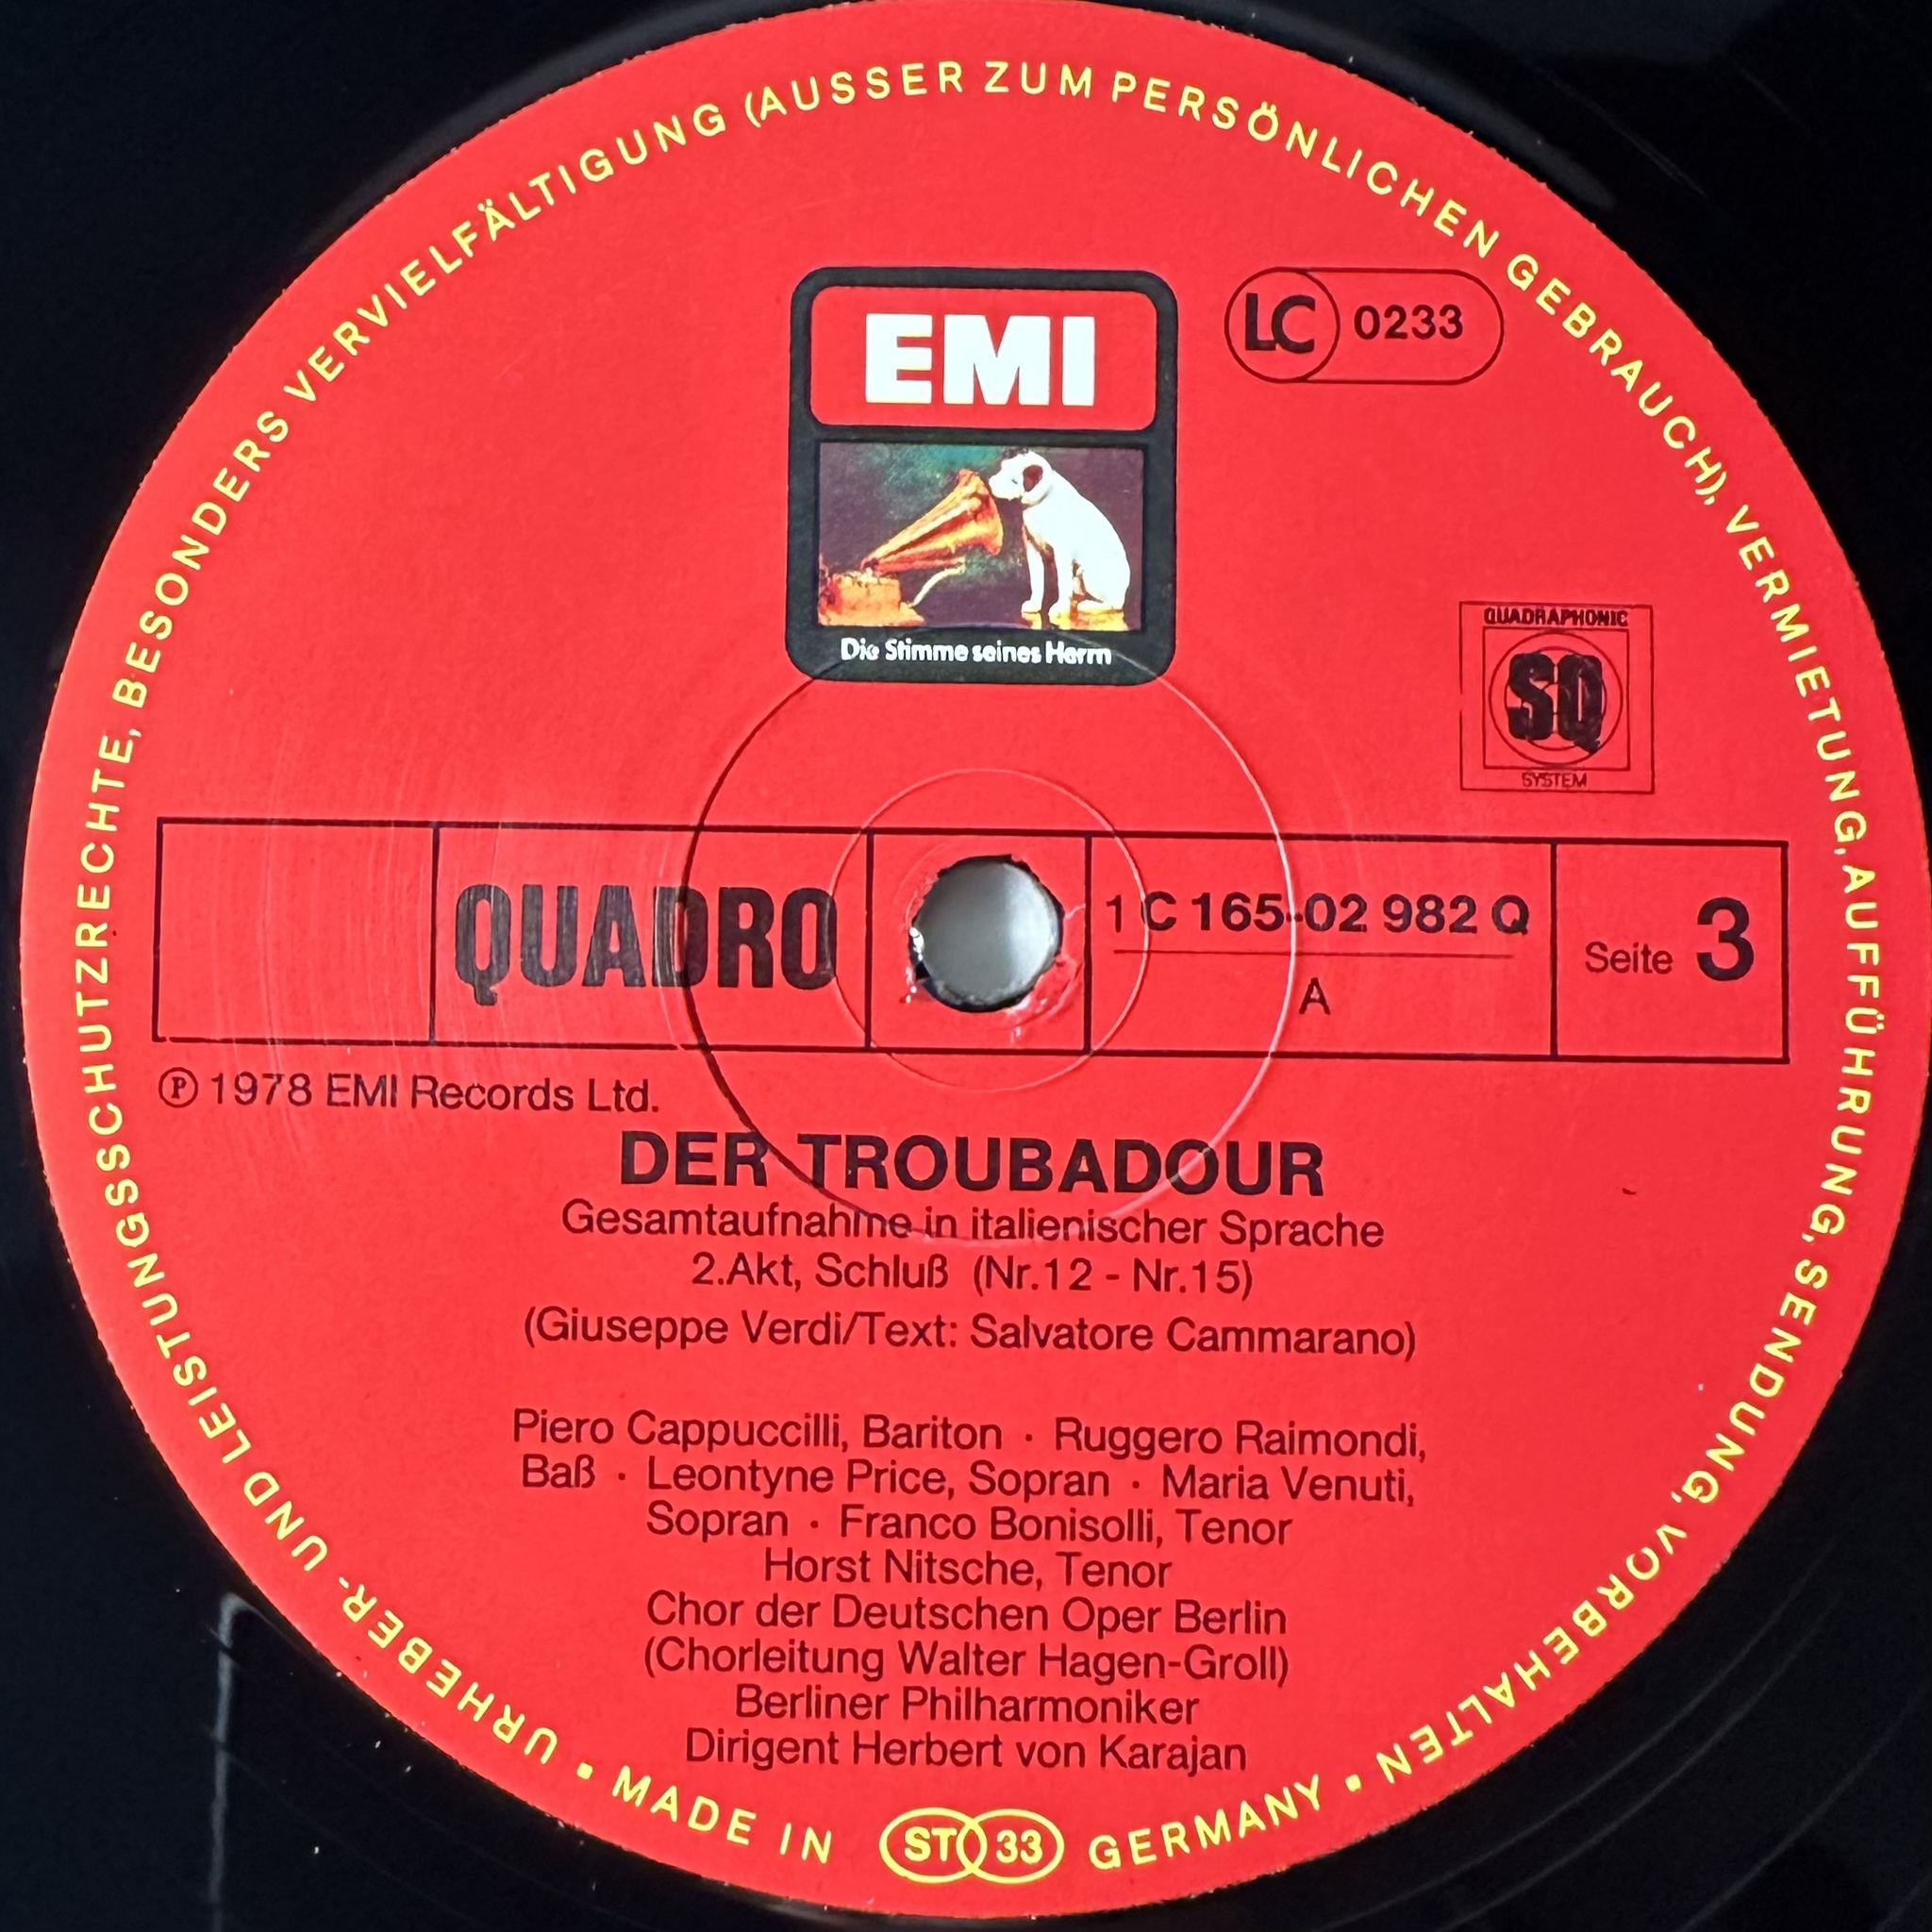 URHEBER- UND LEISTUNGSSCHUTZRECHTE, BESONDERS VERVIELFÄLTIGUNG (AUSSER ZUM PERSÖNLICHEN GEBRAUCH), VERMIETUNG, AUFFÜHRUNG, SENDUNG, VORBEHALTEN
EMI
LC 0233
Die Stimme seines Herrn
QUADRAPHONIC
SQ
SYSTEM
QUADRO
1 C 165-02 982 Q
A
Seite 3
℗ 1978 EMI Records Ltd.
DER TROUBADOUR
Gesamtaufnahme in italienischer Sprache
2.Akt, Schluß (Nr.12 - Nr.15)
(Giuseppe Verdi/Text: Salvatore Cammarano)
Piero Cappuccilli, Bariton · Ruggero Raimondi,
Baß · Leontyne Price, Sopran · Maria Venuti,
Sopran · Franco Bonisolli, Tenor
Horst Nitsche, Tenor
Chor der Deutschen Oper Berlin
(Chorleitung Walter Hagen-Groll)
Berliner Philharmoniker
Dirigent Herbert von Karajan
• MADE IN ST 33 GERMANY •